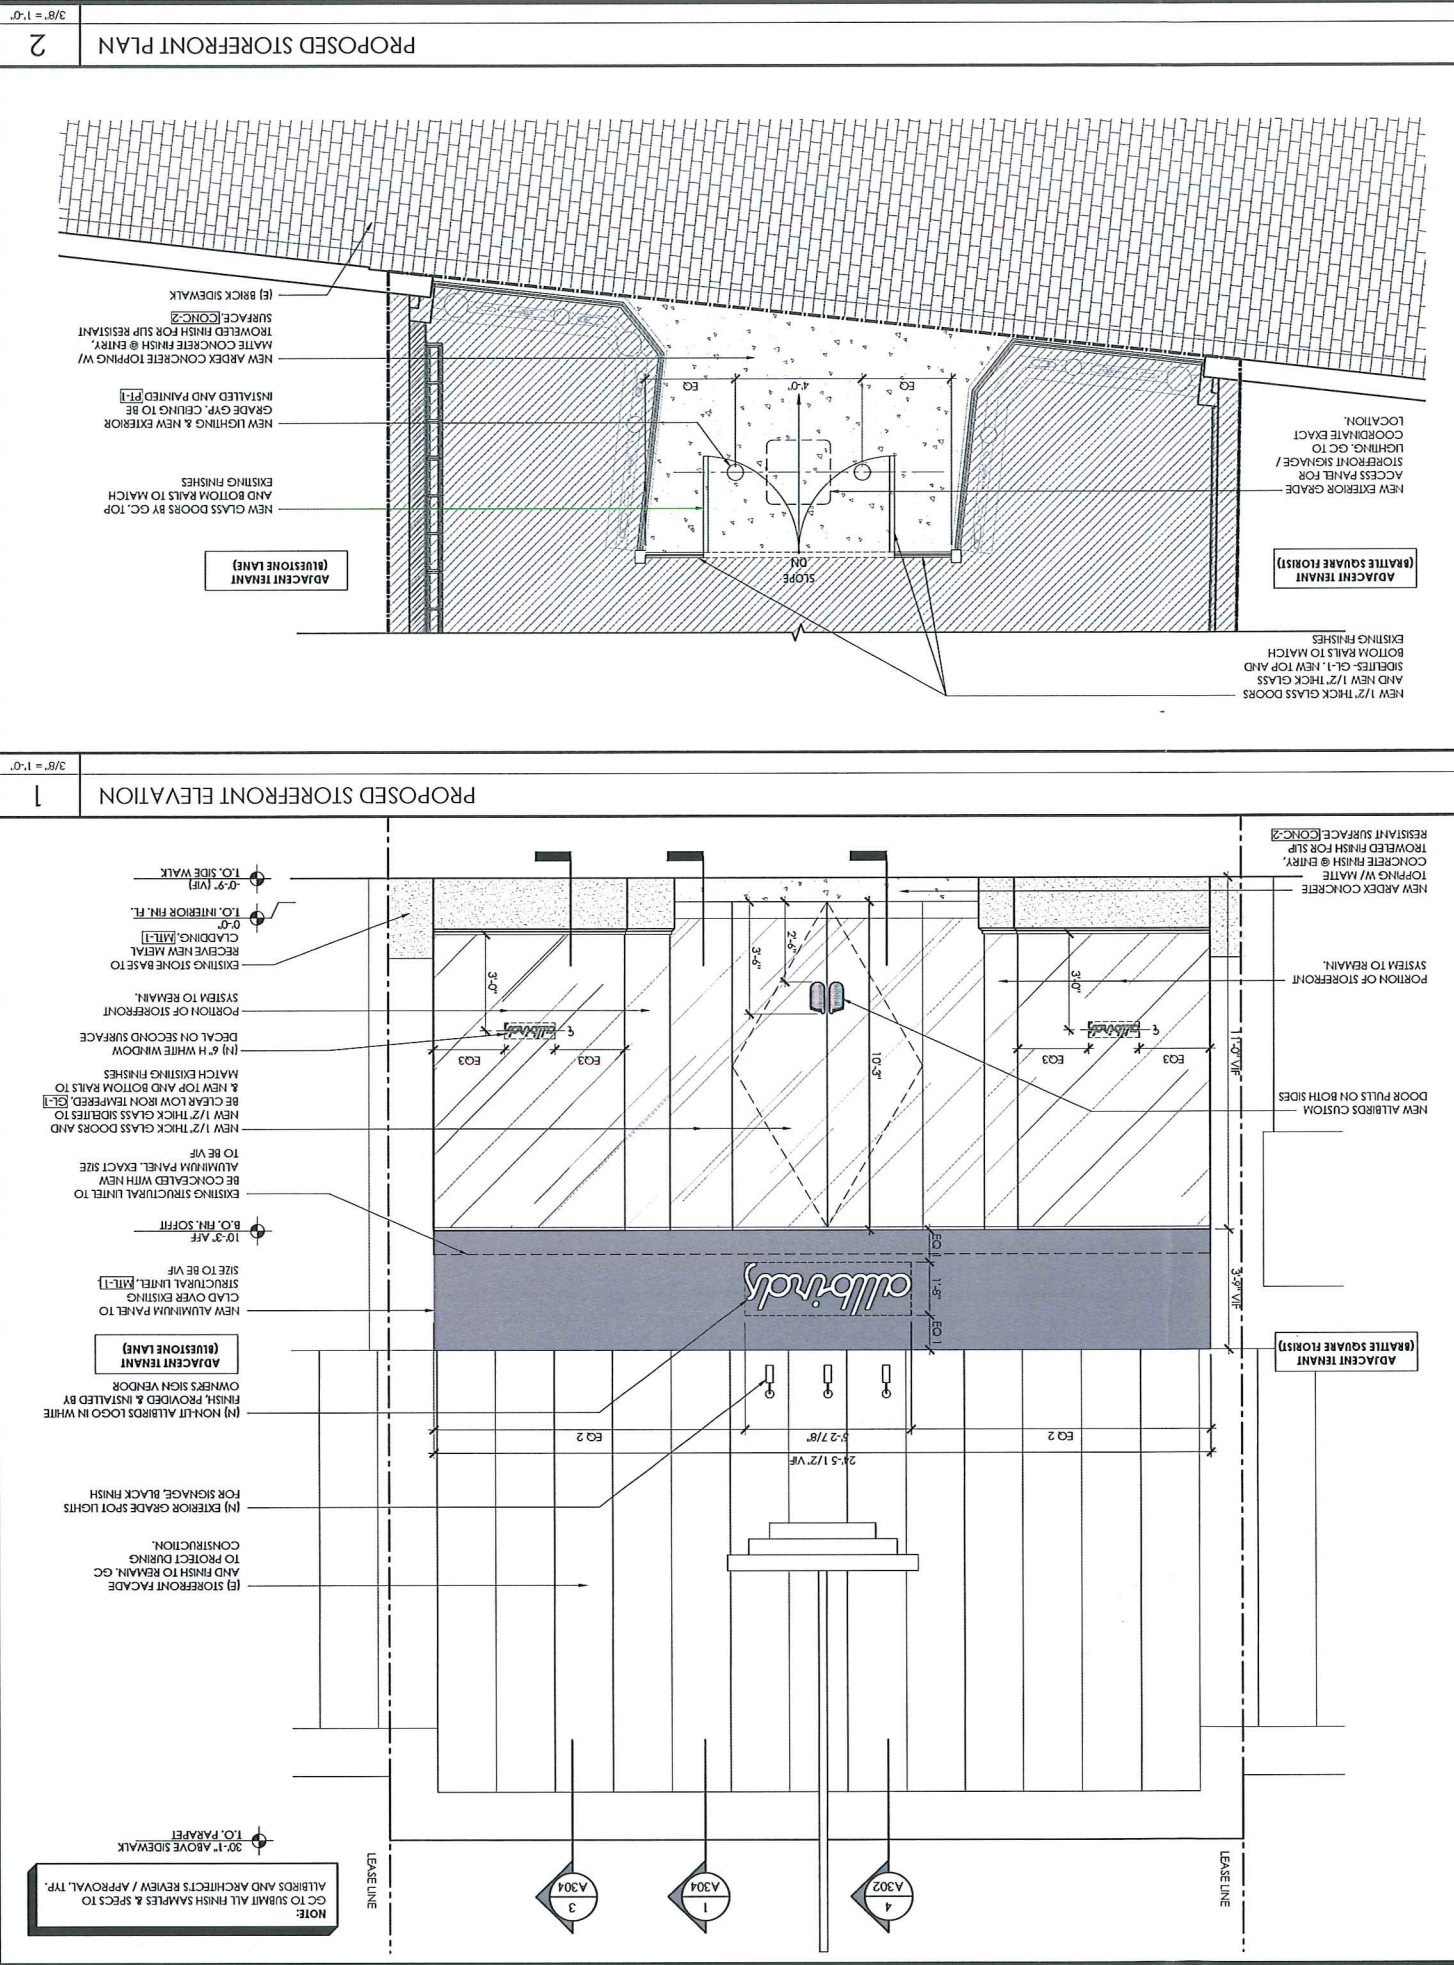 NOTE:
GC TO SUBMIT ALL FINISH SAMPLES & SPECS TO
ALLBIRDS AND ARCHITECT'S REVIEW / APPROVAL, TYP.
LEASE LINE
4
A302
1
A304
3
A304
LEASE LINE
30'-1" ABOVE SIDEWALK
T.O. PARAPET
(E) STOREFRONT FACADE
AND FINISH TO REMAIN. GC
TO PROTECT DURING
CONSTRUCTION.
(N) EXTERIOR GRADE SPOT LIGHTS
FOR SIGNAGE, BLACK FINISH
24'-5 1/2" VIF
EQ 2
5'-2 7/8"
EQ 2
(N) NON-LIT ALLBIRDS LOGO IN WHITE
FINISH, PROVIDED & INSTALLED BY
OWNER'S SIGN VENDOR
ADJACENT TENANT
(BRATTLE SQUARE FLORIST)
ADJACENT TENANT
(BLUESTONE LANE)
3'-9" VIF
EQ 1
1'-8"
EQ 1
allbirds
NEW ALUMINUM PANEL TO
CLAD OVER EXISTING
STRUCTURAL LINTEL, MTL-1
SIZE TO BE VIF
10'-3" AFF
B.O. FIN. SOFFIT
EXISTING STRUCTURAL LINTEL TO
BE CONCEALED WITH NEW
ALUMINUM PANEL. EXACT SIZE
TO BE VIF
NEW ALLBIRDS CUSTOM
DOOR PULLS ON BOTH SIDES
NEW 1/2" THICK GLASS DOORS AND
NEW 1/2" THICK GLASS SIDELITES TO
BE CLEAR LOW IRON TEMPERED, GL-1
& NEW TOP AND BOTTOM RAILS TO
MATCH EXISTING FINISHES
11'-0" VIF
EQ3
EQ3
10'-3"
EQ3
EQ3
(N) 6" H WHITE WINDOW
DECAL ON SECOND SURFACE
allbirds
allbirds
3'-0"
2'-6"
3'-6"
3'-0"
PORTION OF STOREFRONT
SYSTEM TO REMAIN.
PORTION OF STOREFRONT
SYSTEM TO REMAIN.
EXISTING STONE BASE TO
RECEIVE NEW METAL
CLADDING, MTL-1
0'-0"
T.O. INTERIOR FIN. FL.
-0'-9" (VIF)
T.O. SIDE WALK
NEW ARDEX CONCRETE
TOPPING W/ MATTE
CONCRETE FINISH @ ENTRY,
TROWELED FINISH FOR SLIP
RESISTANT SURFACE. CONC-2
PROPOSED STOREFRONT ELEVATION
1
3/8" = 1'-0"
NEW 1/2" THICK GLASS DOORS
AND NEW 1/2" THICK GLASS
SIDELITES- GL-1. NEW TOP AND
BOTTOM RAILS TO MATCH
EXISTING FINISHES
ADJACENT TENANT
(BRATTLE SQUARE FLORIST)
SLOPE
DN
ADJACENT TENANT
(BLUESTONE LANE)
NEW EXTERIOR GRADE
ACCESS PANEL FOR
STOREFRONT SIGNAGE /
LIGHTING. GC TO
COORDINATE EXACT
LOCATION.
NEW GLASS DOORS BY GC. TOP
AND BOTTOM RAILS TO MATCH
EXISTING FINISHES
EQ
4'-0"
EQ
NEW LIGHTING & NEW EXTERIOR
GRADE GYP. CEILING TO BE
INSTALLED AND PAINTED PT-1
NEW ARDEX CONCRETE TOPPING W/
MATTE CONCRETE FINISH @ ENTRY,
TROWELED FINISH FOR SLIP RESISTANT
SURFACE. CONC-2
(E) BRICK SIDEWALK
PROPOSED STOREFRONT PLAN
2
3/8" = 1'-0"